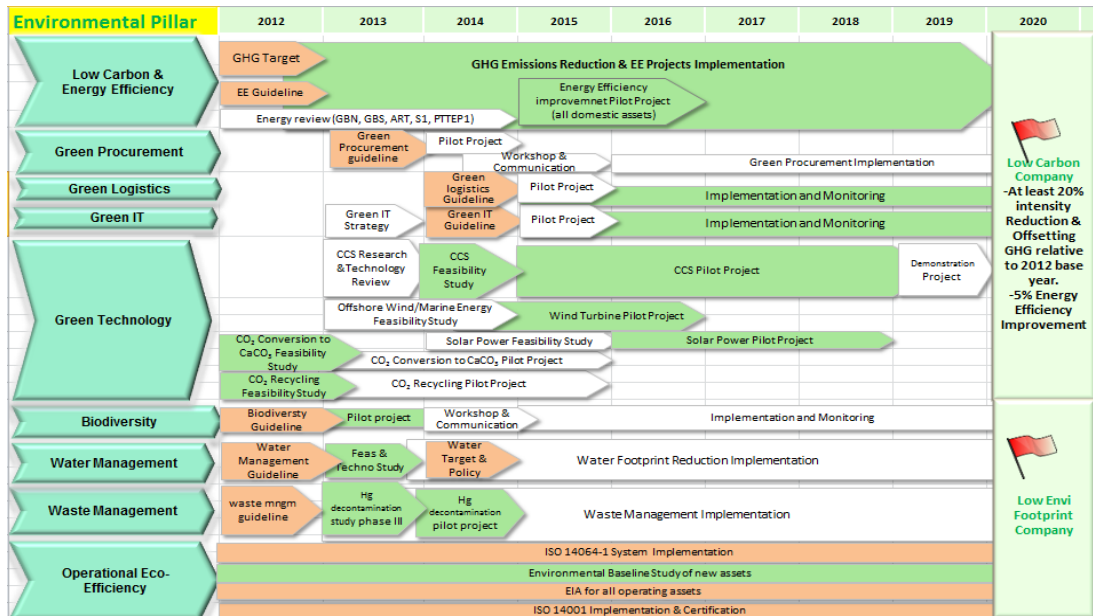 Environmental Pillar
2012
2013
2014
2015
2016
2017
2018
2019
2020
Low Carbon &
Energy Efficiency
GHG Target
GHG Emissions Reduction & EE Projects Implementation
EE Guideline
Energy Efficiency
improvemnet Pilot Project
(all domestic assets)
Energy review (GBN, GBS, ART, S1, PTTEP1)
Green Procurement
Green
Procurement
guideline
Pilot Project
Workshop &
Communication
Green Procurement Implementation
Green Logistics
Green
logistics
Guideline
Pilot Project
Implementation and Monitoring
Green IT
Green IT
Strategy
Green IT
Guideline
Pilot Project
Implementation and Monitoring
Green Technology
CCS Research
&Technology
Review
CCS
Feasibility
Study
CCS Pilot Project
Demonstration
Project
Offshore Wind/Marine Energy
Feasibility Study
Wind Turbine Pilot Project
Solar Power Feasibility Study
Solar Power Pilot Project
CO₂ Conversion to
CaCO₃ Feasibility
Study
CO₂ Conversion to CaCO₃ Pilot Project
CO₂ Recycling
Feasibility Study
CO₂ Recycling Pilot Project
Low Carbon
Company
-At least 20%
intensity
Reduction &
Offsetting
GHG relative
to 2012 base
year.
-5% Energy
Efficiency
Improvement
Biodiversity
Biodiversty
Guideline
Pilot project
Workshop &
Communication
Implementation and Monitoring
Water Management
Water
Management
Guideline
Feas &
Techno Study
Water
Target &
Policy
Water Footprint Reduction Implementation
Waste Management
waste mngm
guideline
Hg
decontamination
study phase III
Hg
decontamination
pilot project
Waste Management Implementation
Low Envi
Footprint
Company
Operational Eco-
Efficiency
ISO 14064-1 System Implementation
Environmental Baseline Study of new assets
EIA for all operating assets
ISO 14001 Implementation & Certification